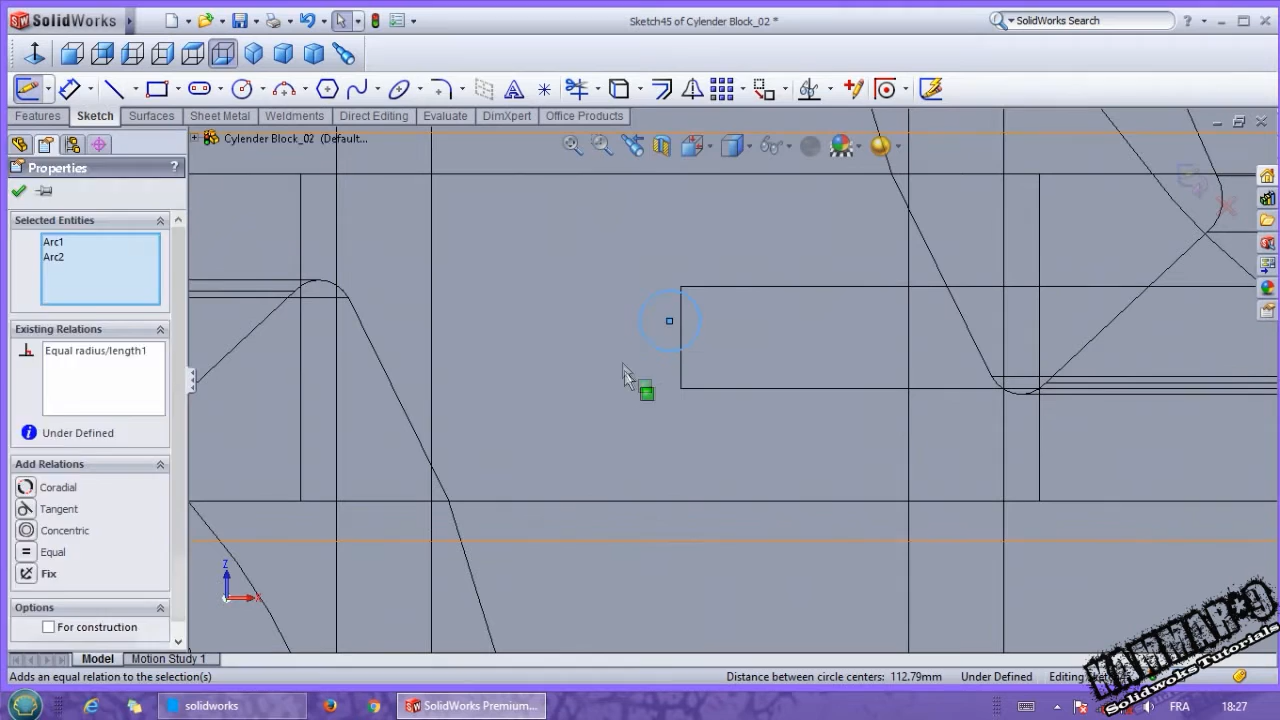 SolidWorks
Sketch45 of Cylender Block_02 *
SolidWorks Search
?
Features
Sketch
Surfaces
Sheet Metal
Weldments
Direct Editing
Evaluate
DimXpert
Office Products
Cylender Block_02 (Default...
Properties
?
Selected Entities
Arc1
Arc2
Existing Relations
Equal radius/length1
Under Defined
Add Relations
Coradial
Tangent
Concentric
Equal
Fix
Options
For construction
Z
X
Model
Motion Study 1
Adds an equal relation to the selection(s)
Distance between circle centers: 112.79mm
Under Defined
Editing
HAMMAR*9
Solidworks Tutorials
solidworks
SolidWorks Premium...
FR
18:27